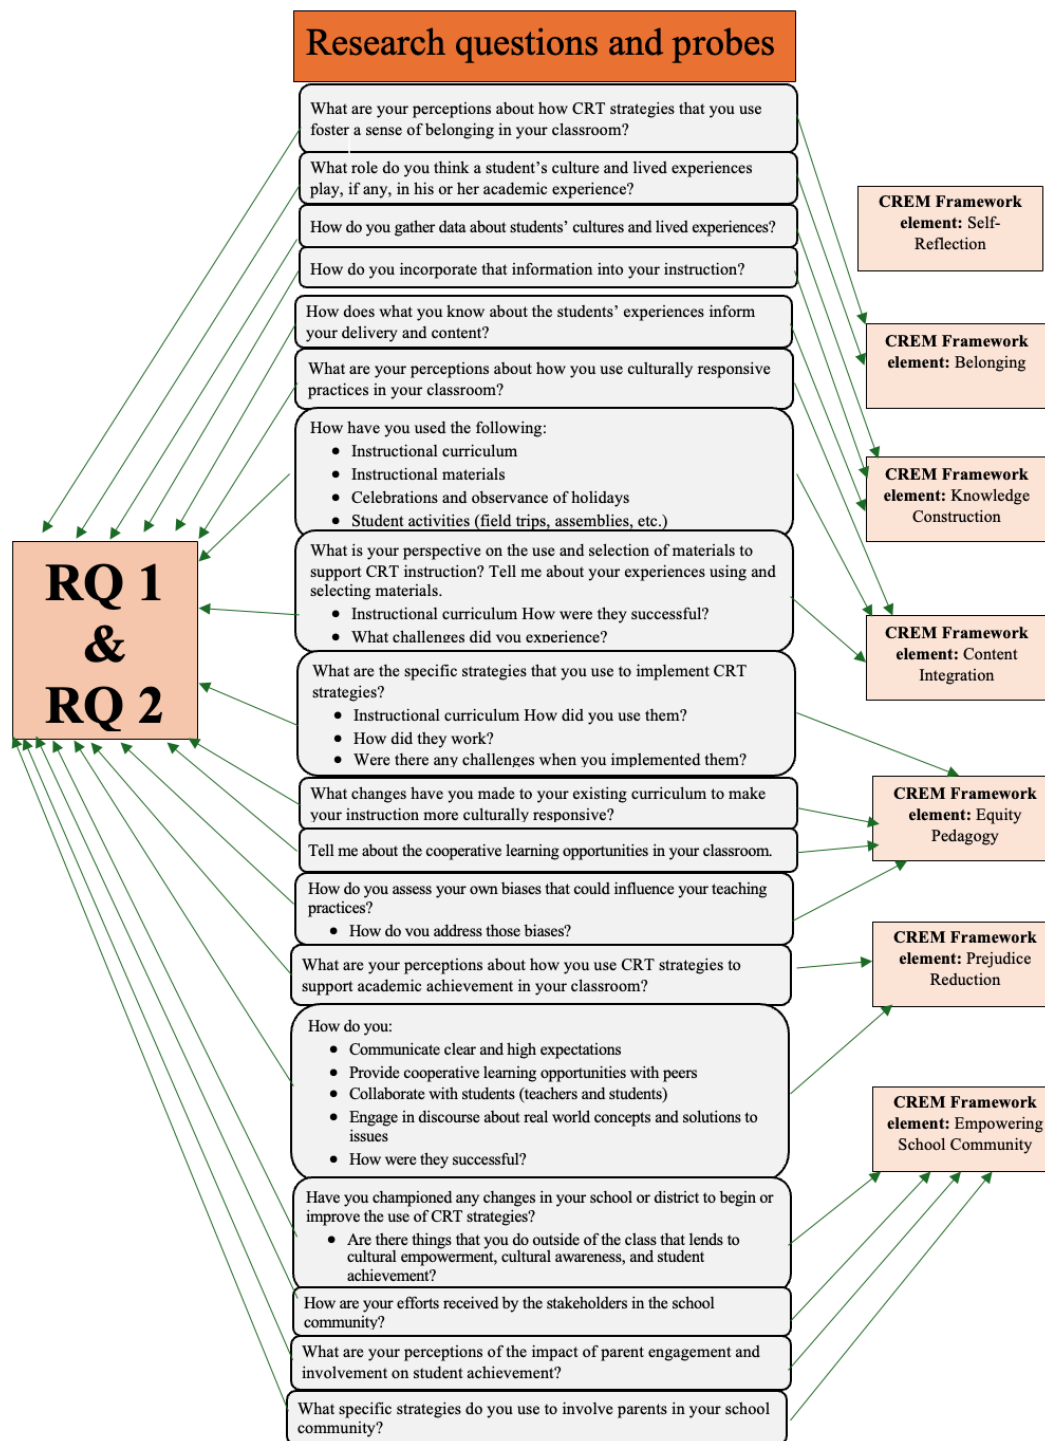 Research questions and probes
What are your perceptions about how CRT strategies that you use
foster a sense of belonging in your classroom?
What role do you think a student’s culture and lived experiences
play, if any, in his or her academic experience?
How do you gather data about students’ cultures and lived experiences?
How do you incorporate that information into your instruction?
How does what you know about the students’ experiences inform
your delivery and content?
What are your perceptions about how you use culturally responsive
practices in your classroom?
How have you used the following:
• Instructional curriculum
• Instructional materials
• Celebrations and observance of holidays
• Student activities (field trips, assemblies, etc.)
What is your perspective on the use and selection of materials to
support CRT instruction? Tell me about your experiences using and
selecting materials.
• Instructional curriculum How were they successful?
• What challenges did you experience?
What are the specific strategies that you use to implement CRT
strategies?
• Instructional curriculum How did you use them?
• How did they work?
• Were there any challenges when you implemented them?
What changes have you made to your existing curriculum to make
your instruction more culturally responsive?
Tell me about the cooperative learning opportunities in your classroom.
How do you assess your own biases that could influence your teaching
practices?
• How do you address those biases?
What are your perceptions about how you use CRT strategies to
support academic achievement in your classroom?
How do you:
• Communicate clear and high expectations
• Provide cooperative learning opportunities with peers
• Collaborate with students (teachers and students)
• Engage in discourse about real world concepts and solutions to
issues
• How were they successful?
Have you championed any changes in your school or district to begin or
improve the use of CRT strategies?
• Are there things that you do outside of the class that lends to
cultural empowerment, cultural awareness, and student
achievement?
How are your efforts received by the stakeholders in the school
community?
What are your perceptions of the impact of parent engagement and
involvement on student achievement?
What specific strategies do you use to involve parents in your school
community?
RQ 1
&
RQ 2
CREM Framework
element: Self-
Reflection
CREM Framework
element: Belonging
CREM Framework
element: Knowledge
Construction
CREM Framework
element: Content
Integration
CREM Framework
element: Equity
Pedagogy
CREM Framework
element: Prejudice
Reduction
CREM Framework
element: Empowering
School Community